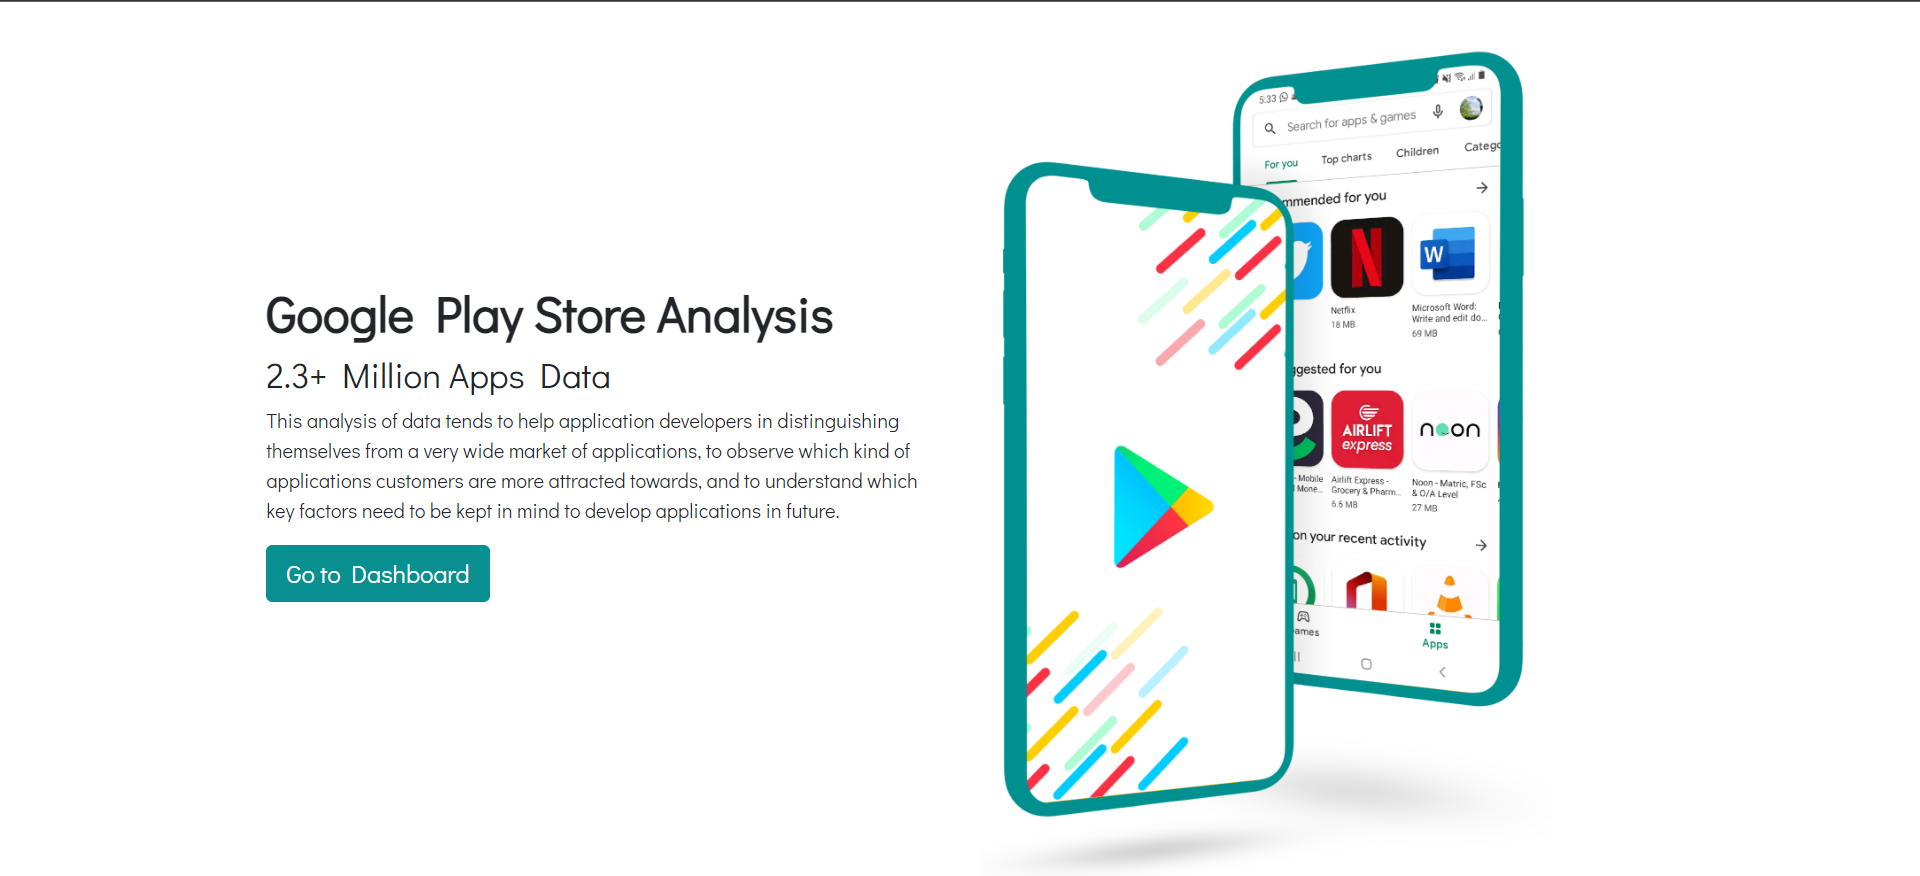 Google Play Store Analysis
2.3+ Million Apps Data
This analysis of data tends to help application developers in distinguishing
themselves from a very wide market of applications, to observe which kind of
applications customers are more attracted towards, and to understand which
key factors need to be kept in mind to develop applications in future.
Go to Dashboard
5:33
Search for apps & games
For you Top charts Children Catego
mmended for you
N
W
Netflix
18 MB
Microsoft Word:
Write and edit do...
69 MB
ggested for you
AIRLIFT
express
noon
- Mobile
Mone...
Airlift Express -
Grocery & Pharm...
6.6 MB
Noon - Matric, FSc
& O/A Level
27 MB
on your recent activity
ames
Apps